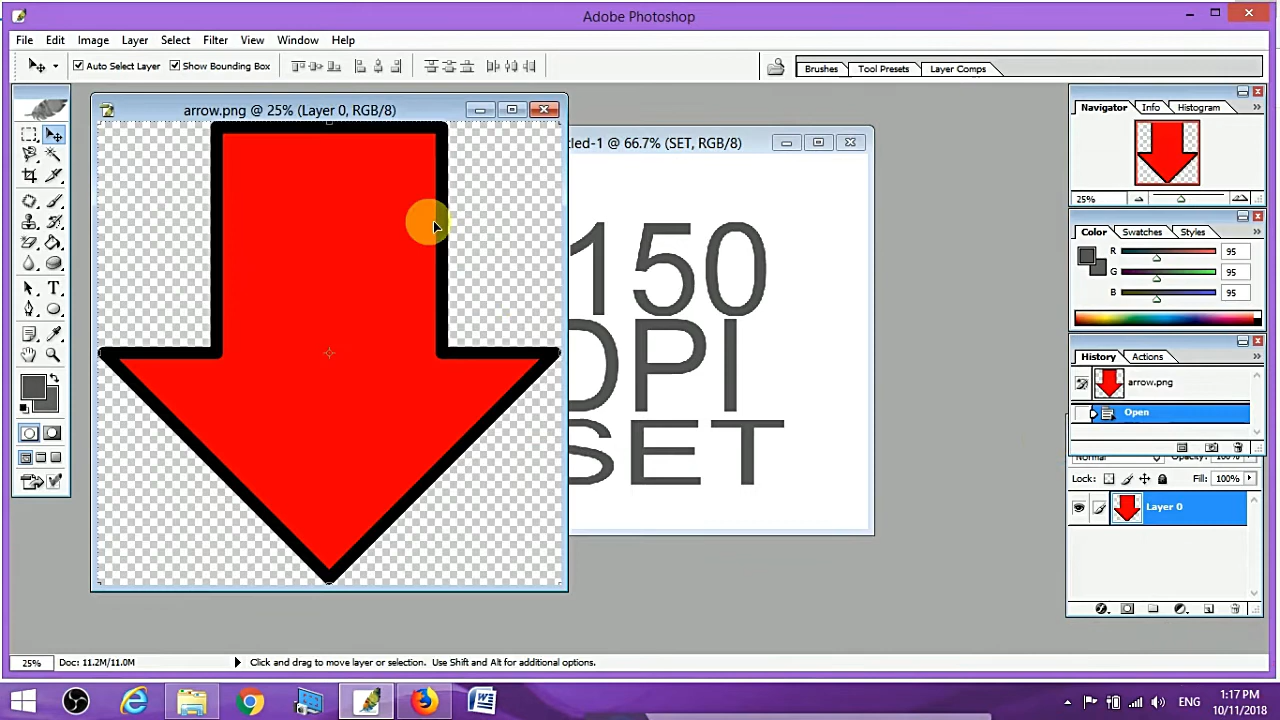 Adobe Photoshop
File Edit Image Layer Select Filter View Window Help
Auto Select Layer Show Bounding Box
Brushes Tool Presets Layer Comps
arrow.png @ 25% (Layer 0, RGB/8)
tled-1 @ 66.7% (SET, RGB/8)
150
DPI
SET
Navigator Info Histogram
25%
Color Swatches Styles
R 95
G 95
B 95
History Actions
arrow.png
Open
Normal Opacity: 100%
Lock: Fill: 100%
Layer 0
T
25% Doc: 11.2M/11.0M Click and drag to move layer or selection. Use Shift and Alt for additional options.
ENG
1:17 PM
10/11/2018